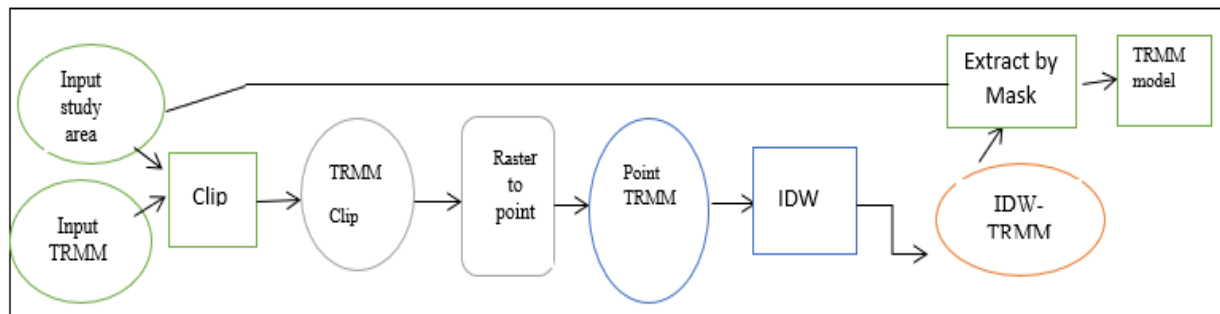 Input
study
area
Input
TRMM
Clip
TRMM
Clip
Raster
to
point
Point
TRMM
IDW
IDW-
TRMM
Extract by
Mask
TRMM
model